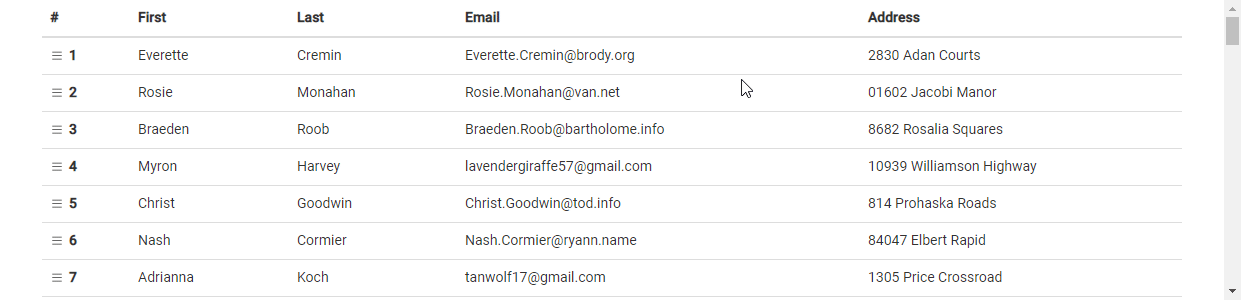 # First Last Email Address
1 Everette Cremin Everette.Cremin@brody.org 2830 Adan Courts
2 Rosie Monahan Rosie.Monahan@van.net 01602 Jacobi Manor
3 Braeden Roob Braeden.Roob@bartholome.info 8682 Rosalia Squares
4 Myron Harvey lavendergiraffe57@gmail.com 10939 Williamson Highway
5 Christ Goodwin Christ.Goodwin@tod.info 814 Prohaska Roads
6 Nash Cormier Nash.Cormier@ryann.name 84047 Elbert Rapid
7 Adrianna Koch tanwolf17@gmail.com 1305 Price Crossroad